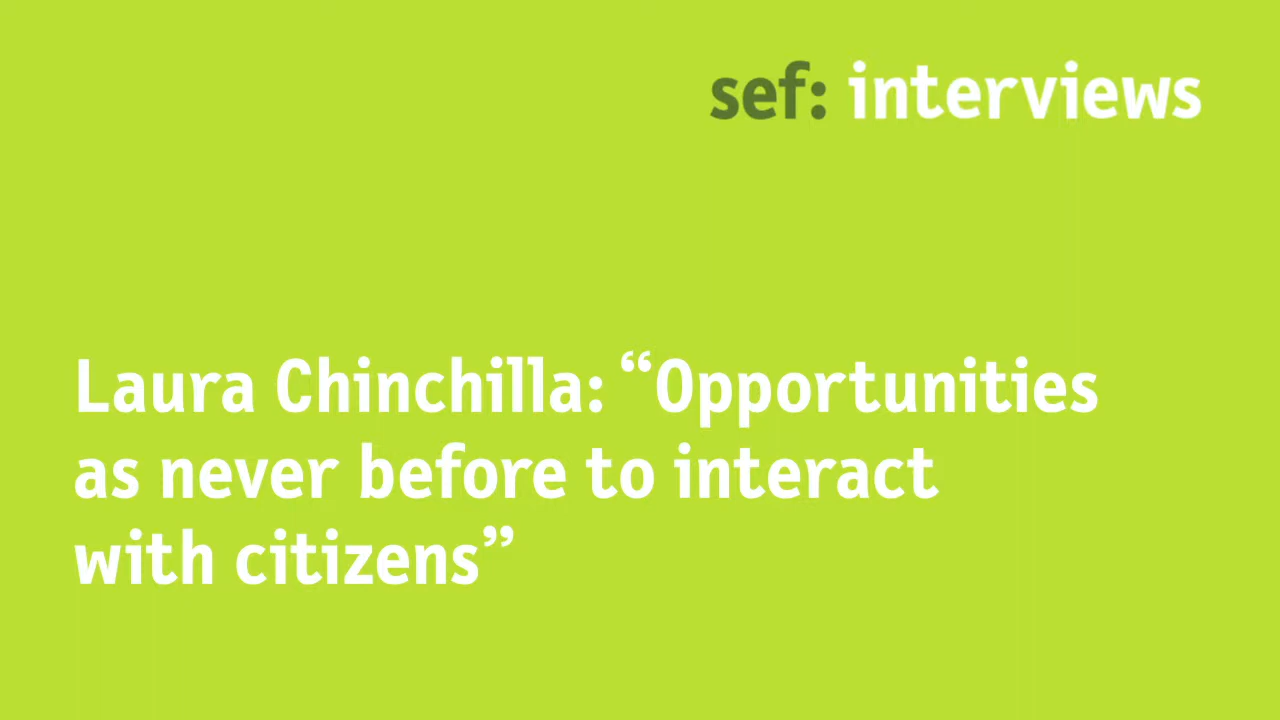 sef: interviews
Laura Chinchilla: “Opportunities
as never before to interact
with citizens”